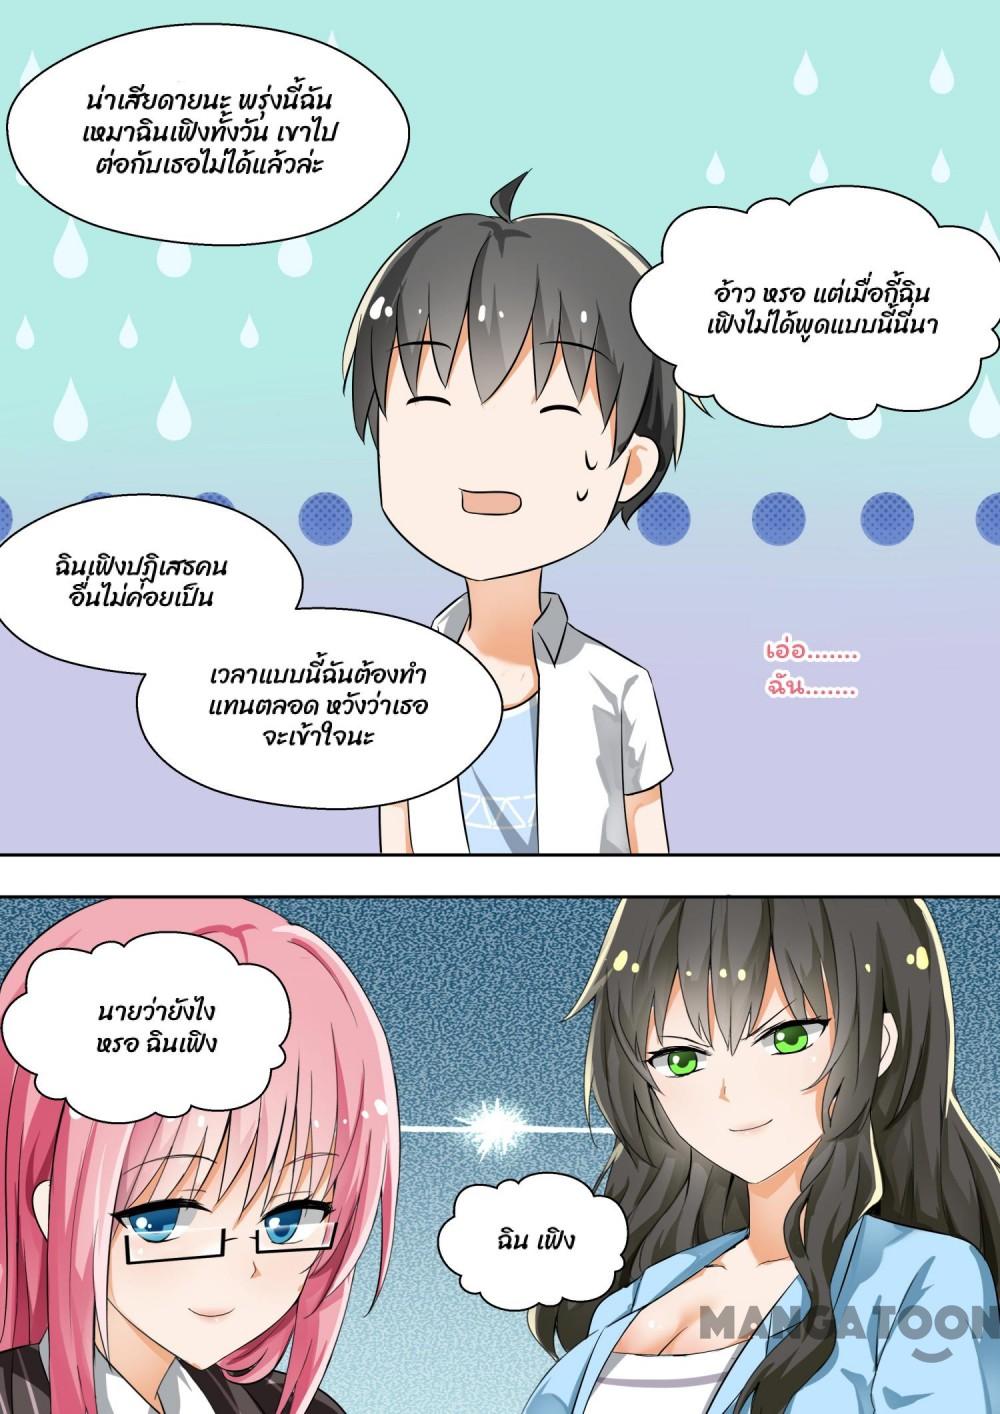 น่าเสียดายนะ พรุ่งนี้ฉัน
เหมาฉินเฟิงทั้งวัน เขาไป
ต่อกับเธอไม่ได้แล้วล่ะ
อ้าว หรอ แต่เมื่อกี้ฉิน
เฟิงไม่ได้พูดแบบนี้นี่นา
ฉินเฟิงปฏิเสธคน
อื่นไม่ค่อยเป็น
เวลาแบบนี้ฉันต้องทำ
แทนตลอด หวังว่าเธอ
จะเข้าใจนะ
เอ่อ.......
ฉัน.......
นายว่ายังไง
หรอ ฉินเฟิง
ฉิน เฟิง
MANGATOON